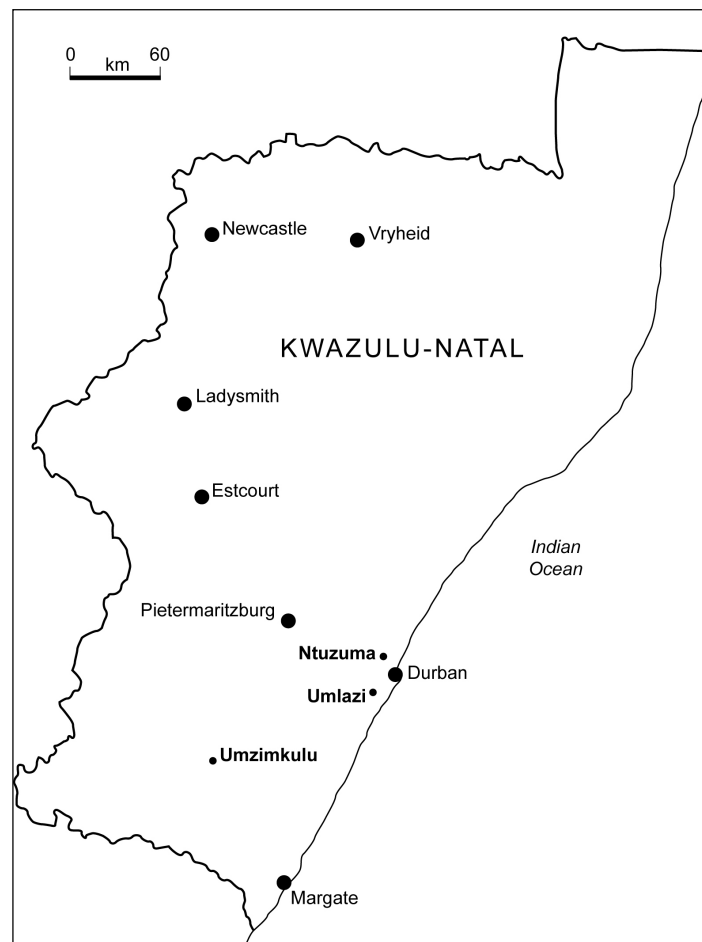 0 60
km
Newcastle
Vryheid
KWAZULU-NATAL
Ladysmith
Estcourt
Indian
Ocean
Pietermaritzburg
Ntuzuma
Durban
Umlazi
Umzimkulu
Margate